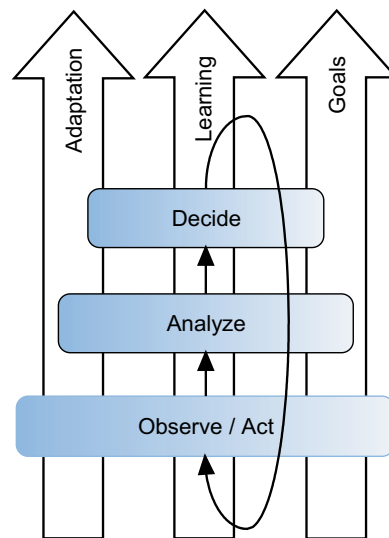 Adaptation
Learning
Goals
Decide
Analyze
Observe / Act